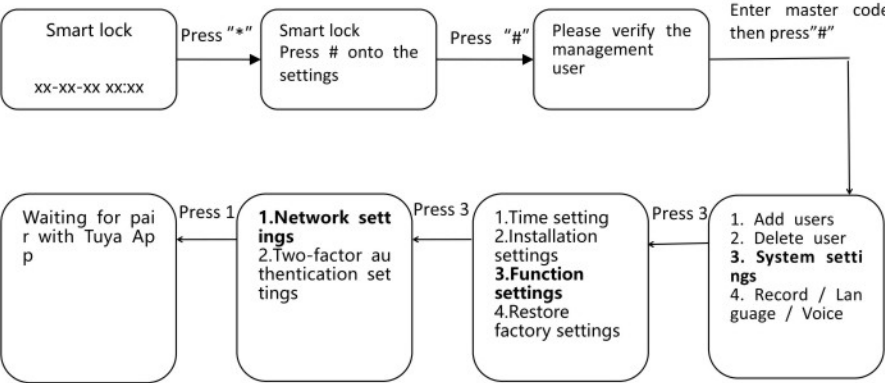 Smart lock
xx-xx-xx xx:xx
Press "*"
Smart lock
Press # onto the
settings
Press "#"
Please verify the
management
user
Enter master code
then press"#"
1. Add users
2. Delete user
3. System setti
ngs
4. Record / Lan
guage / Voice
Press 3
1.Time setting
2.Installation
settings
3.Function
settings
4.Restore
factory settings
Press 3
1.Network sett
ings
2.Two-factor au
thentication set
tings
Press 1
Waiting for pai
r with Tuya Ap
p